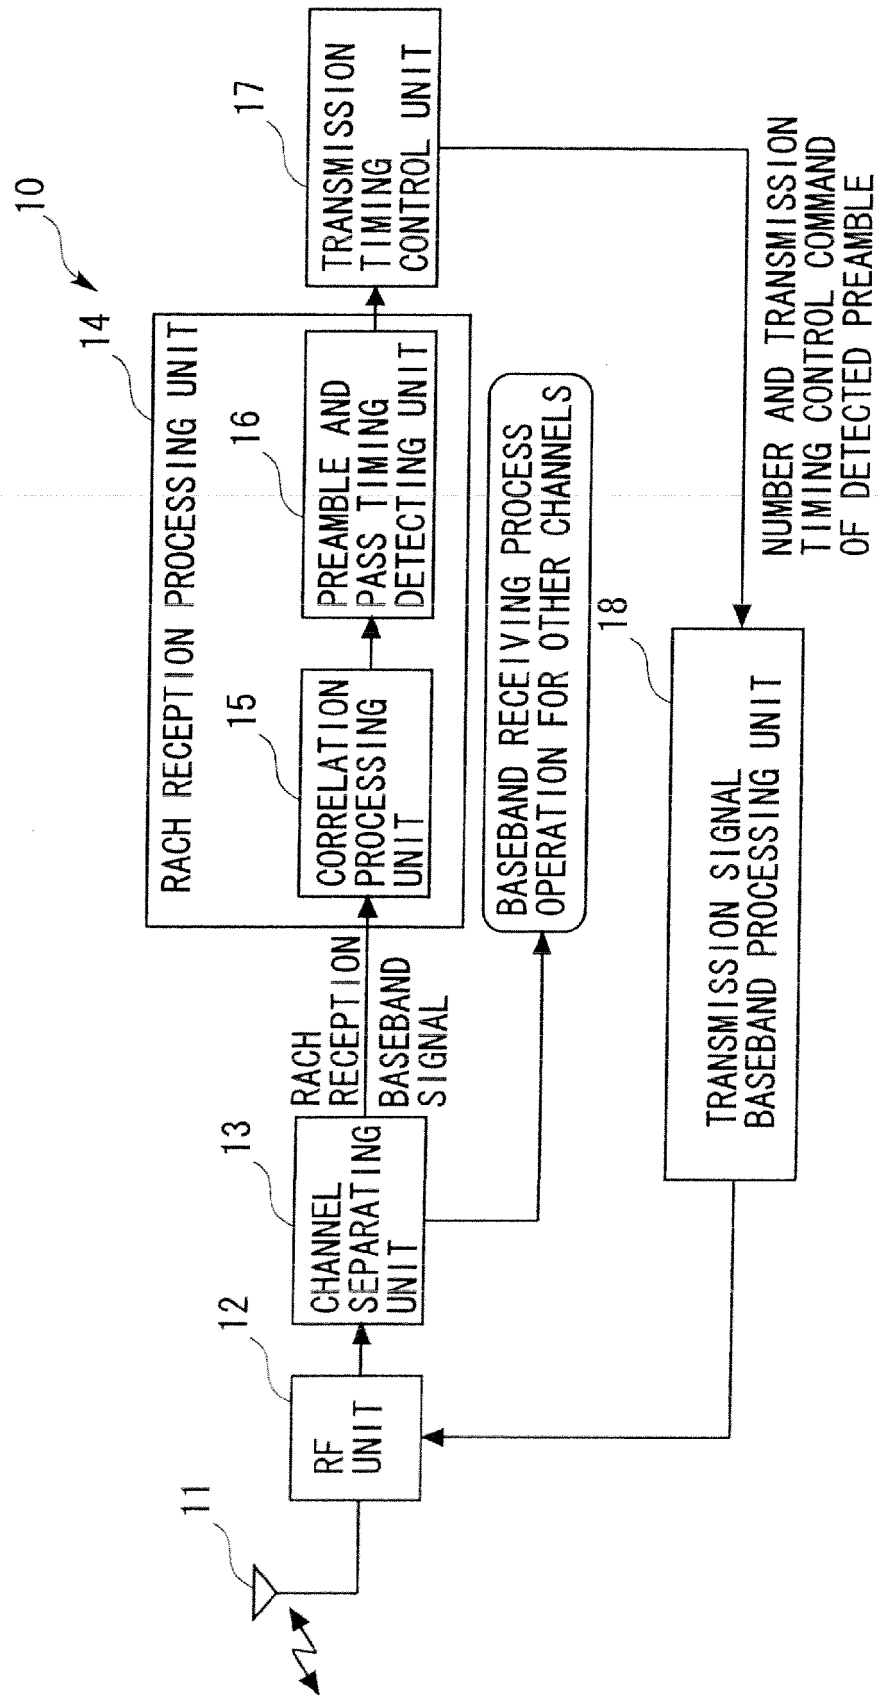 10
11
12
RF
UNIT
13
CHANNEL
SEPARATING
UNIT
RACH
RECEPTION
BASEBAND
SIGNAL
14
RACH RECEPTION PROCESSING UNIT
15
CORRELATION
PROCESSING
UNIT
16
PREAMBLE AND
PASS TIMING
DETECTING UNIT
17
TRANSMISSION
TIMING
CONTROL UNIT
BASEBAND RECEIVING PROCESS
OPERATION FOR OTHER CHANNELS
18
TRANSMISSION SIGNAL
BASEBAND PROCESSING UNIT
NUMBER AND TRANSMISSION
TIMING CONTROL COMMAND
OF DETECTED PREAMBLE